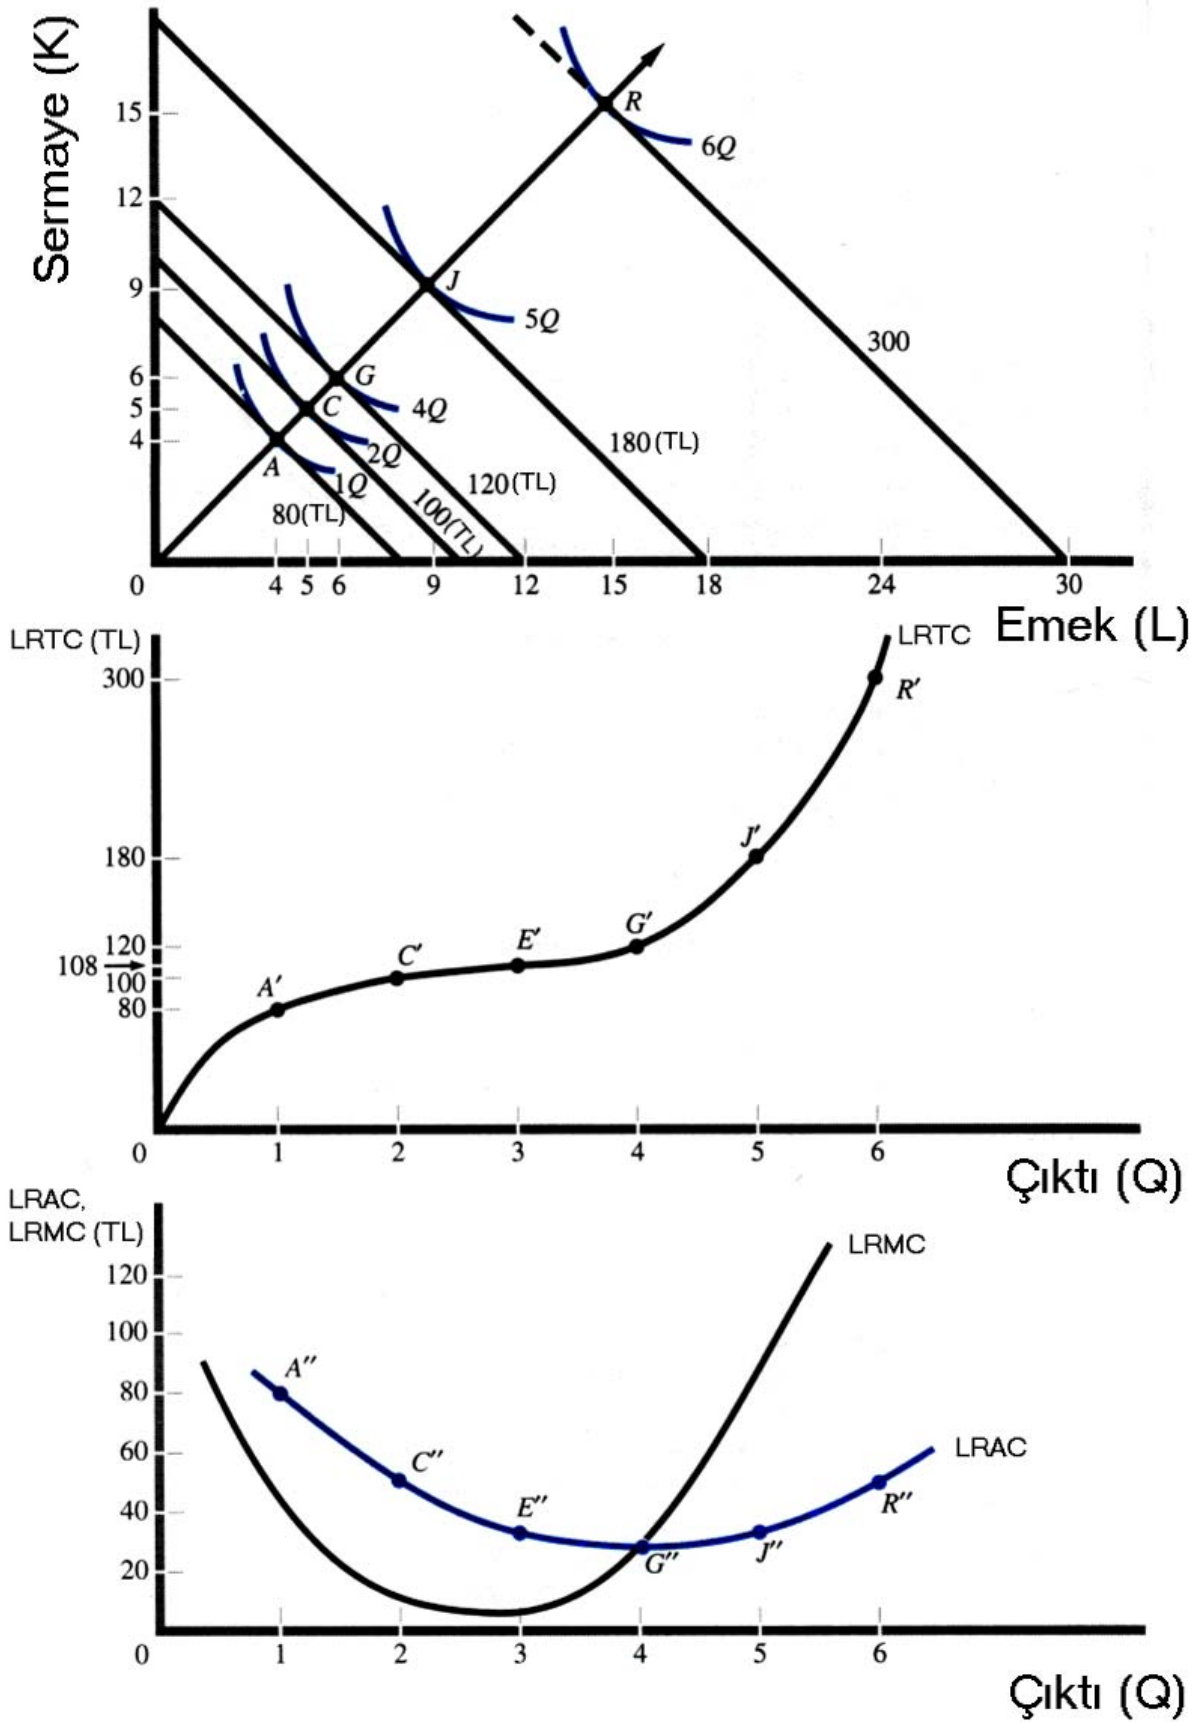 Sermaye (K)
15
12
9
6
5
4
R
6Q
J
5Q
300
G
4Q
C
2Q
A
1Q
180 (TL)
120 (TL)
100(TL)
80(TL)
0 4 5 6 9 12 15 18 24 30
Emek (L)
LRTC (TL)
LRTC
300
R′
J′
180
G′
120
E′
108
C′
100
80
A′
0 1 2 3 4 5 6
Çıktı (Q)
LRAC,
LRMC (TL)
LRMC
120
100
A″
80
C″
60
LRAC
E″
R″
40
G″
J″
20
0 1 2 3 4 5 6
Çıktı (Q)